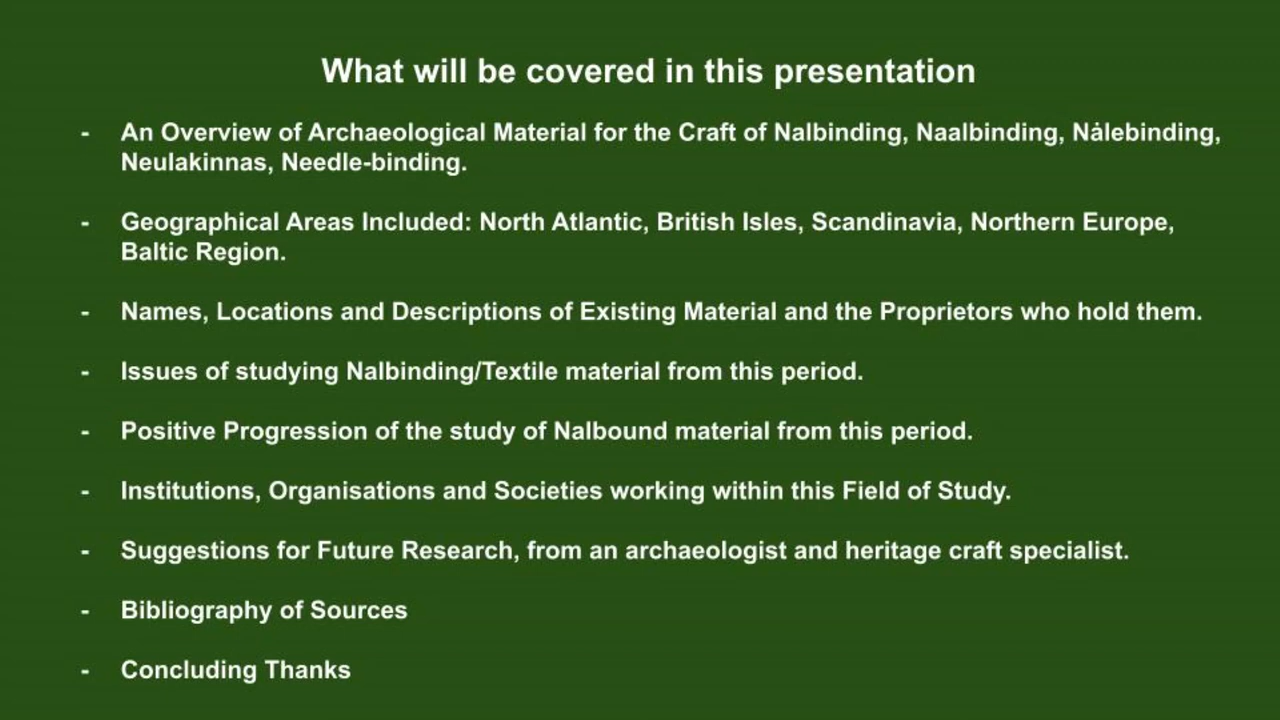 What will be covered in this presentation
- An Overview of Archaeological Material for the Craft of Nalbinding, Naalbinding, Nålebinding,
Neulakinnas, Needle-binding.
- Geographical Areas Included: North Atlantic, British Isles, Scandinavia, Northern Europe,
Baltic Region.
- Names, Locations and Descriptions of Existing Material and the Proprietors who hold them.
- Issues of studying Nalbinding/Textile material from this period.
- Positive Progression of the study of Nalbound material from this period.
- Institutions, Organisations and Societies working within this Field of Study.
- Suggestions for Future Research, from an archaeologist and heritage craft specialist.
- Bibliography of Sources
- Concluding Thanks